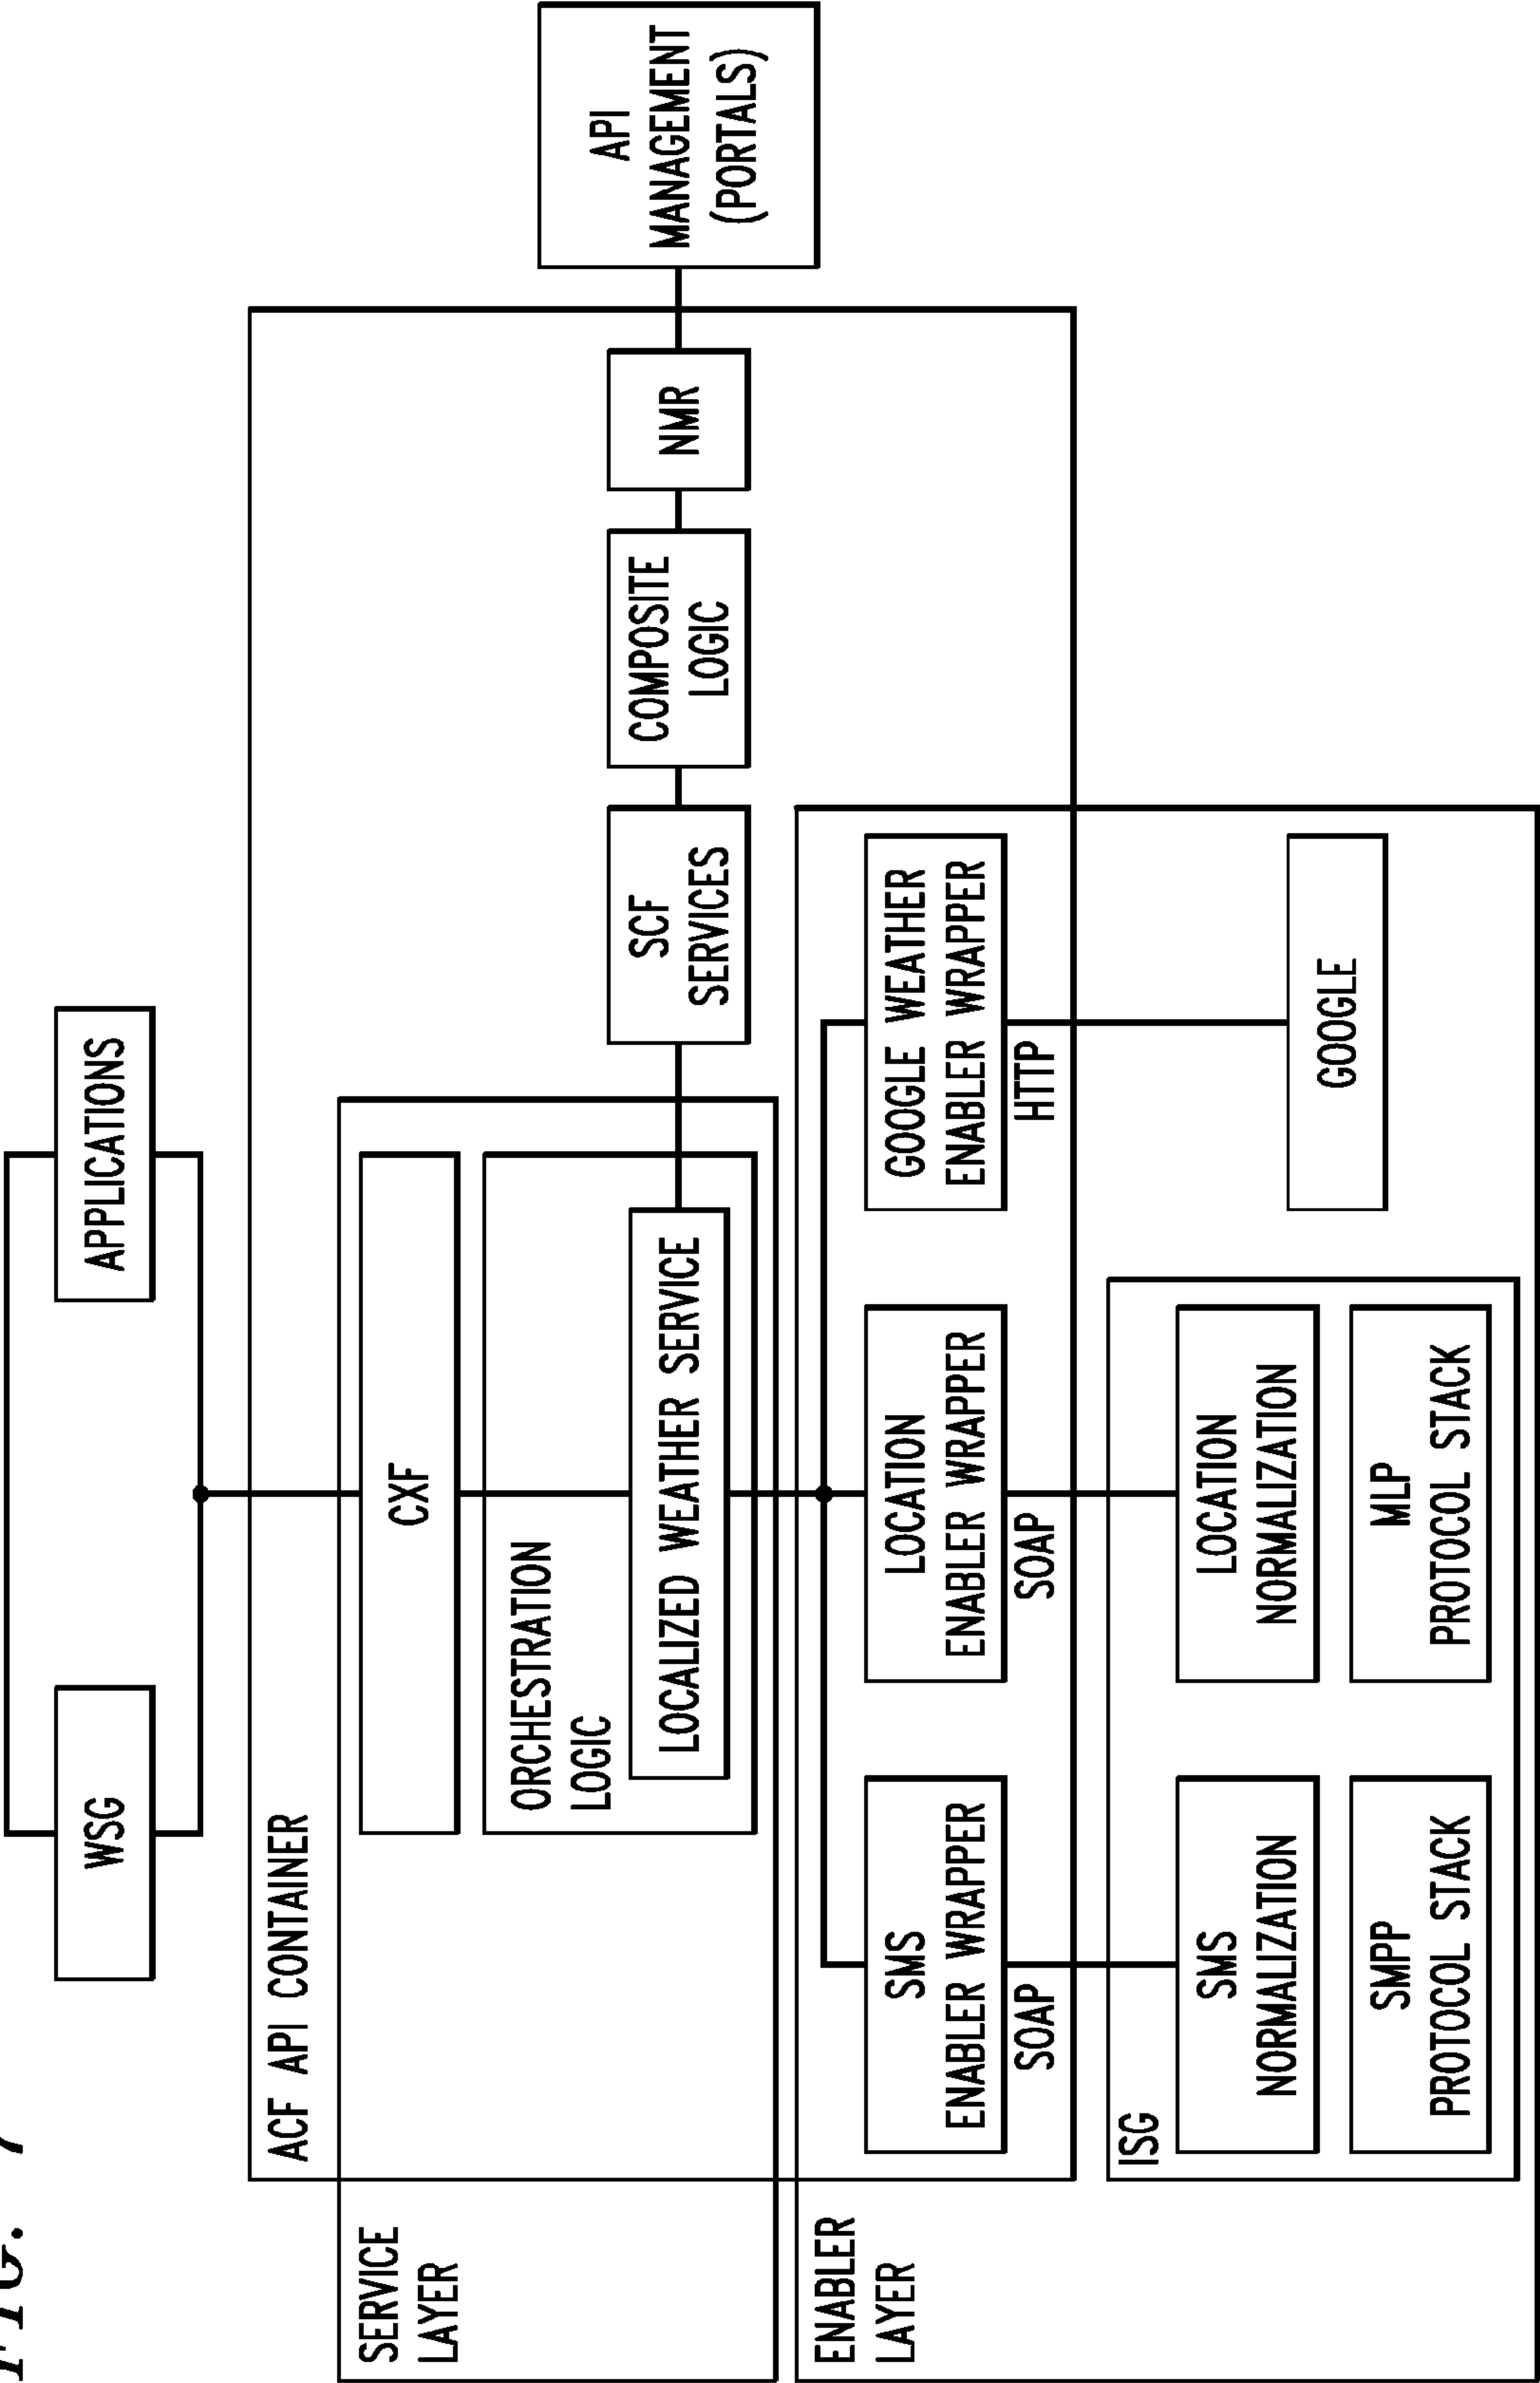 FIG. 7
WSG
APPLICATIONS
ACF API CONTAINER
SERVICE
LAYER
CXF
ORCHESTRATION
LOGIC
LOCALIZED WEATHER SERVICE
SCF
SERVICES
COMPOSITE
LOGIC
NMR
API
MANAGEMENT
(PORTALS)
ENABLER
LAYER
SMS
ENABLER WRAPPER
SOAP
LOCATION
ENABLER WRAPPER
SOAP
GOOGLE WEATHER
ENABLER WRAPPER
HTTP
ISG
SMS
NORMALIZATION
LOCATION
NORMALIZATION
GOOGLE
SMPP
PROTOCOL STACK
MLP
PROTOCOL STACK